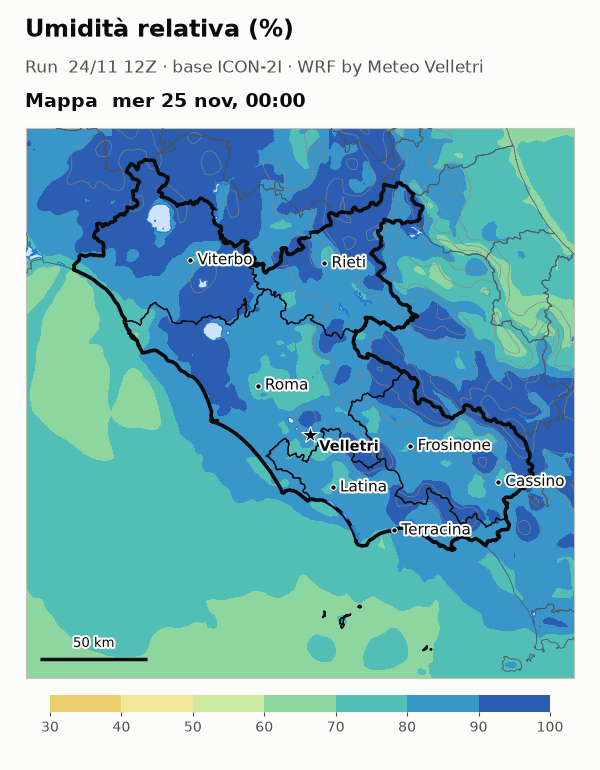 Umidità relativa (%)
Run  24/11 12Z · base ICON-2I · WRF by Meteo Velletri
Mappa  mer 25 nov, 00:00
Viterbo
Rieti
Roma
Velletri
Frosinone
Cassino
Latina
Terracina
50 km
30 40 50 60 70 80 90 100